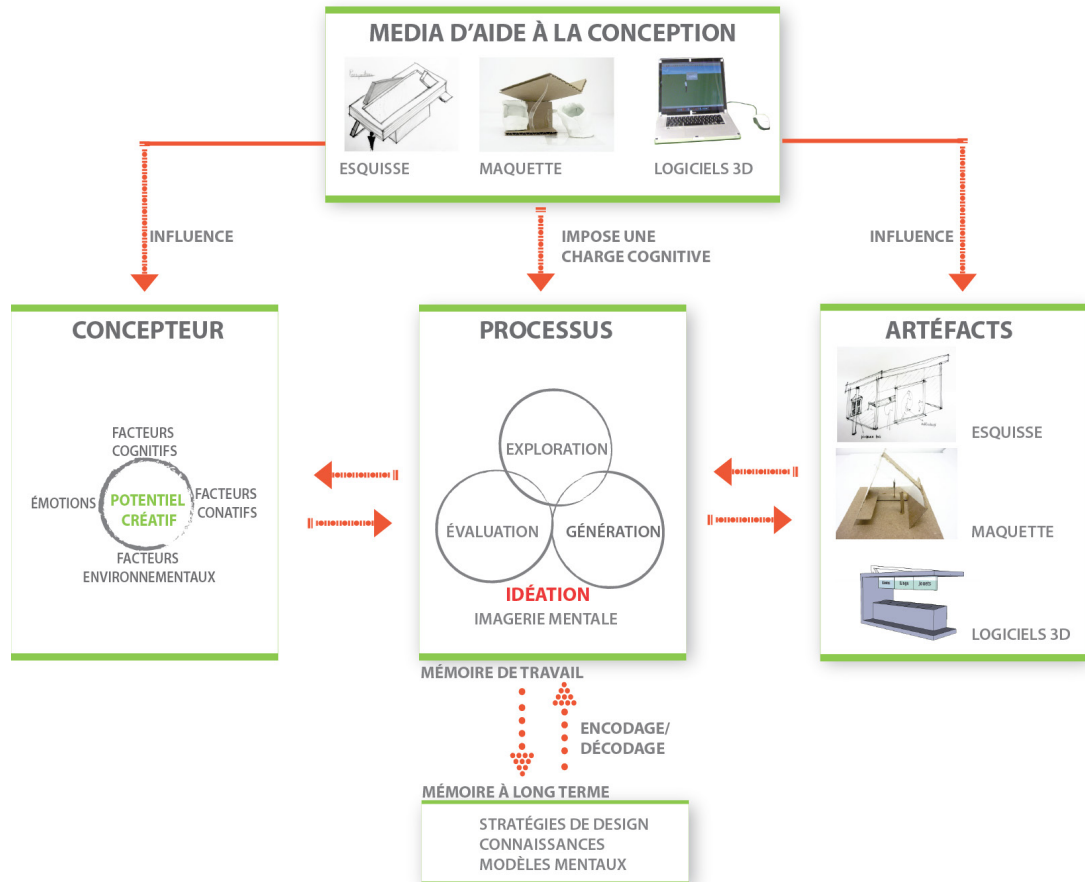 MEDIA D'AIDE À LA CONCEPTION
ESQUISSE
MAQUETTE
LOGICIELS 3D
INFLUENCE
IMPOSE UNE
CHARGE COGNITIVE
INFLUENCE
CONCEPTEUR
FACTEURS
COGNITIFS
ÉMOTIONS
POTENTIEL
CRÉATIF
FACTEURS
CONATIFS
FACTEURS
ENVIRONNEMENTAUX
PROCESSUS
EXPLORATION
ÉVALUATION
GÉNÉRATION
IDÉATION
IMAGERIE MENTALE
ARTÉFACTS
ESQUISSE
MAQUETTE
LOGICIELS 3D
MÉMOIRE DE TRAVAIL
ENCODAGE/
DÉCODAGE
MÉMOIRE À LONG TERME
STRATÉGIES DE DESIGN
CONNAISSANCES
MODÈLES MENTAUX